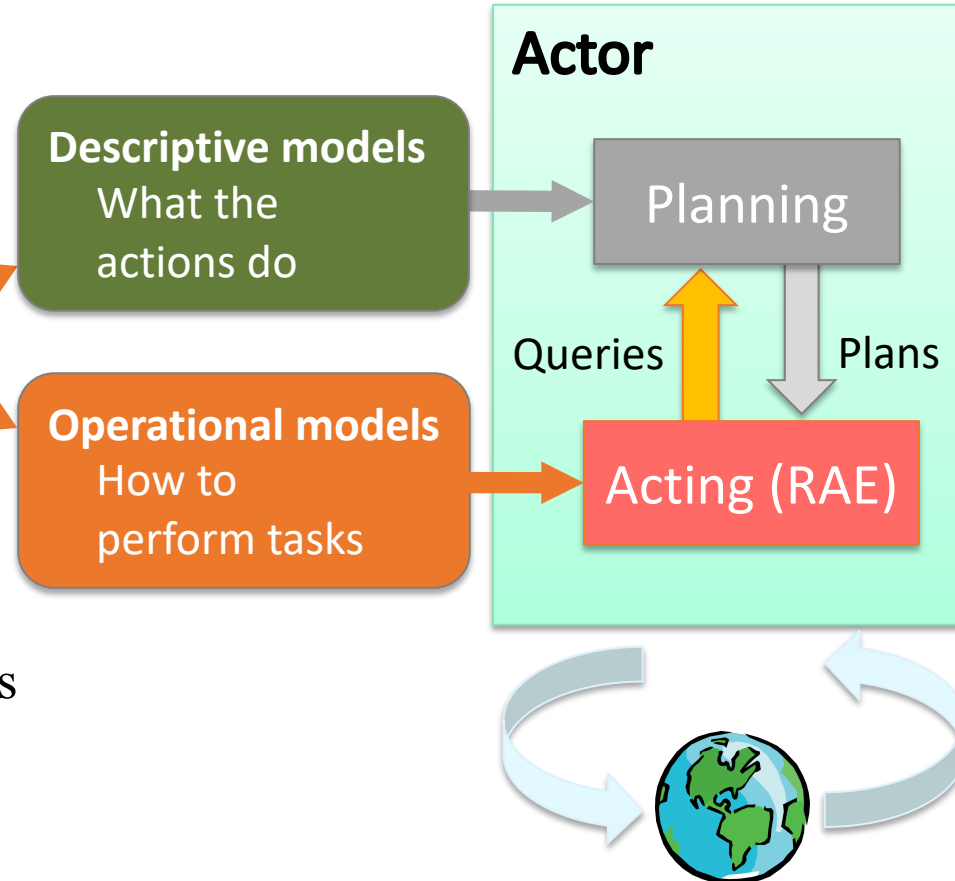 Actor
Descriptive models
What the
actions do
Planning
Queries
Plans
Operational models
How to
perform tasks
Acting (RAE)
s